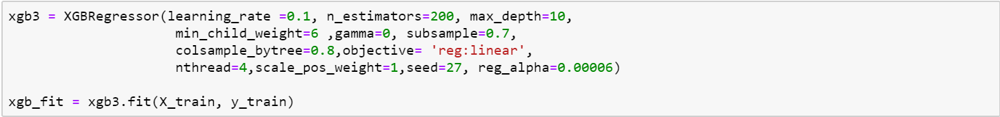 xgb3 = XGBRegressor(learning_rate =0.1, n_estimators=200, max_depth=10,
min_child_weight=6 ,gamma=0, subsample=0.7,
colsample_bytree=0.8,objective= 'reg:linear',
nthread=4,scale_pos_weight=1,seed=27, reg_alpha=0.00006)
xgb_fit = xgb3.fit(X_train, y_train)